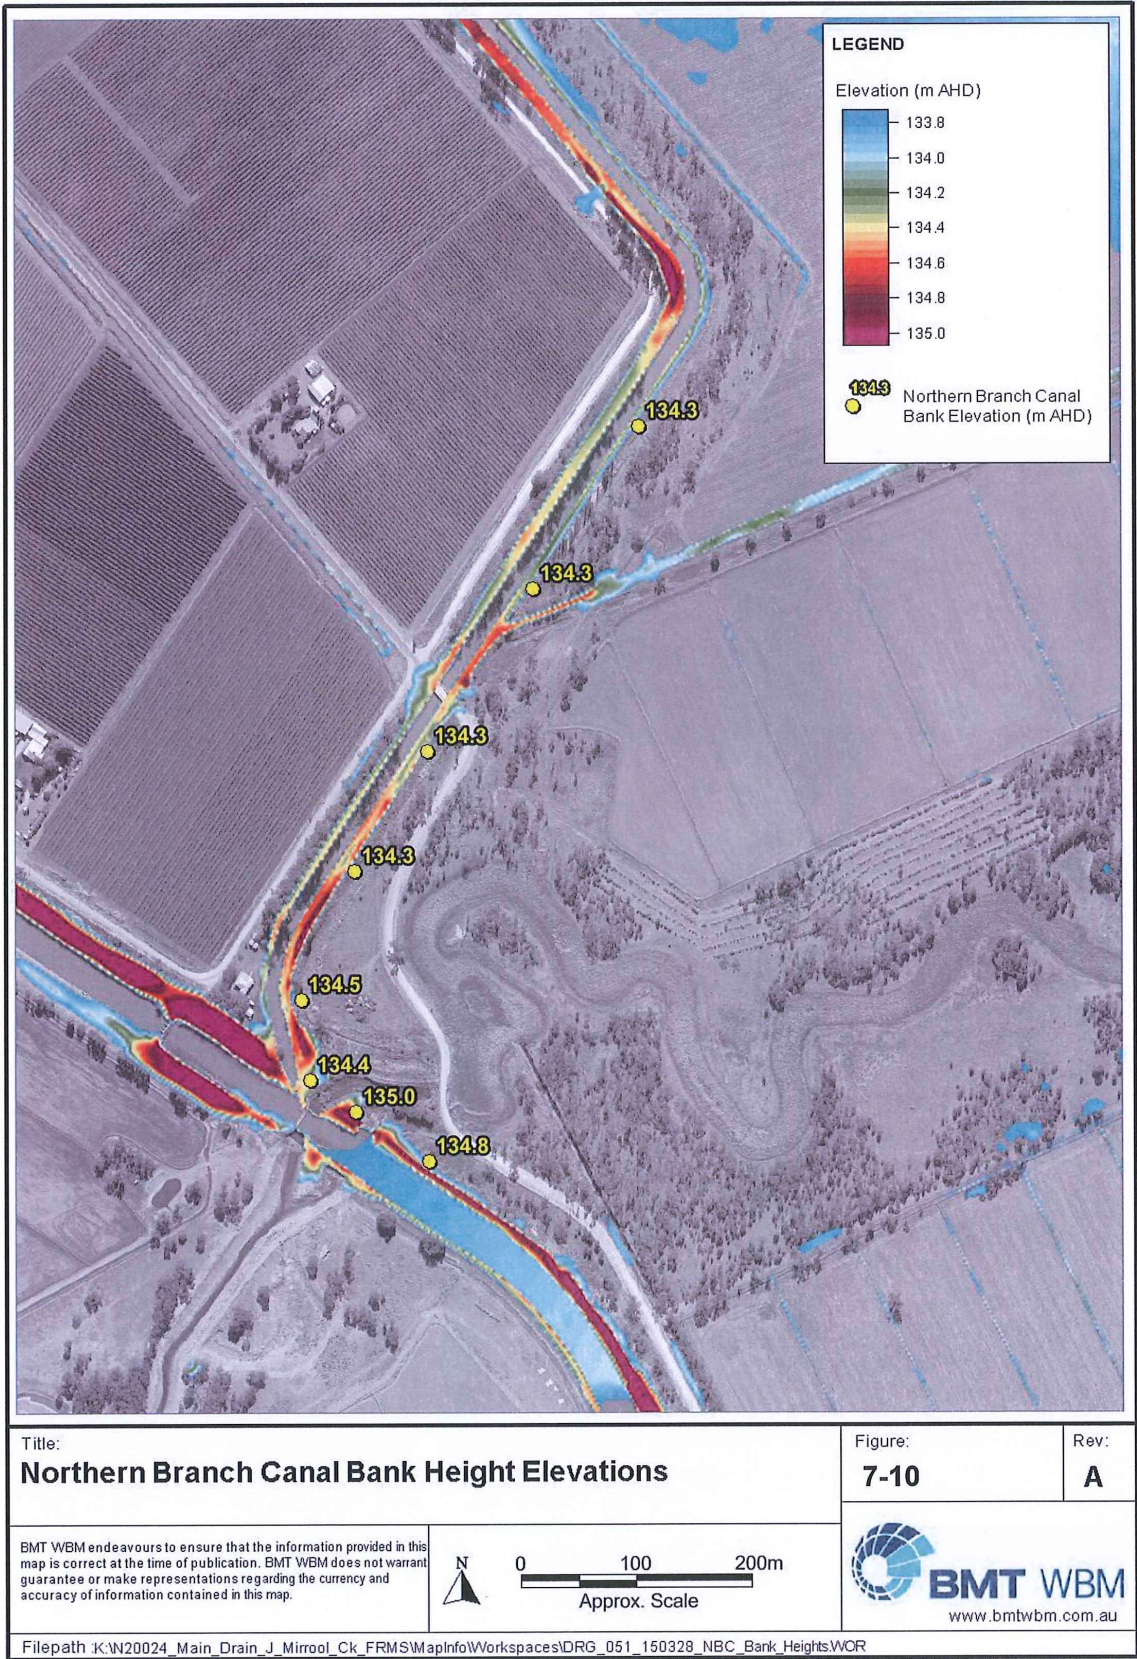 LEGEND
Elevation (m AHD)
133.8
134.0
134.2
134.4
134.6
134.8
135.0
134.3
Northern Branch Canal
Bank Elevation (m AHD)
134.3
134.3
134.3
134.3
134.5
134.4
135.0
134.8
Title:
Northern Branch Canal Bank Height Elevations
Figure:
7-10
Rev:
A
BMT WBM endeavours to ensure that the information provided in this
map is correct at the time of publication. BMT WBM does not warrant
guarantee or make representations regarding the currency and
accuracy of information contained in this map.
N
0 100 200m
Approx. Scale
BMT WBM
www.bmtwbm.com.au
Filepath :K:\N20024_Main_Drain_J_Mirrool_Ck_FRMS\MapInfo\Workspaces\DRG_051_150328_NBC_Bank_Heights.WOR